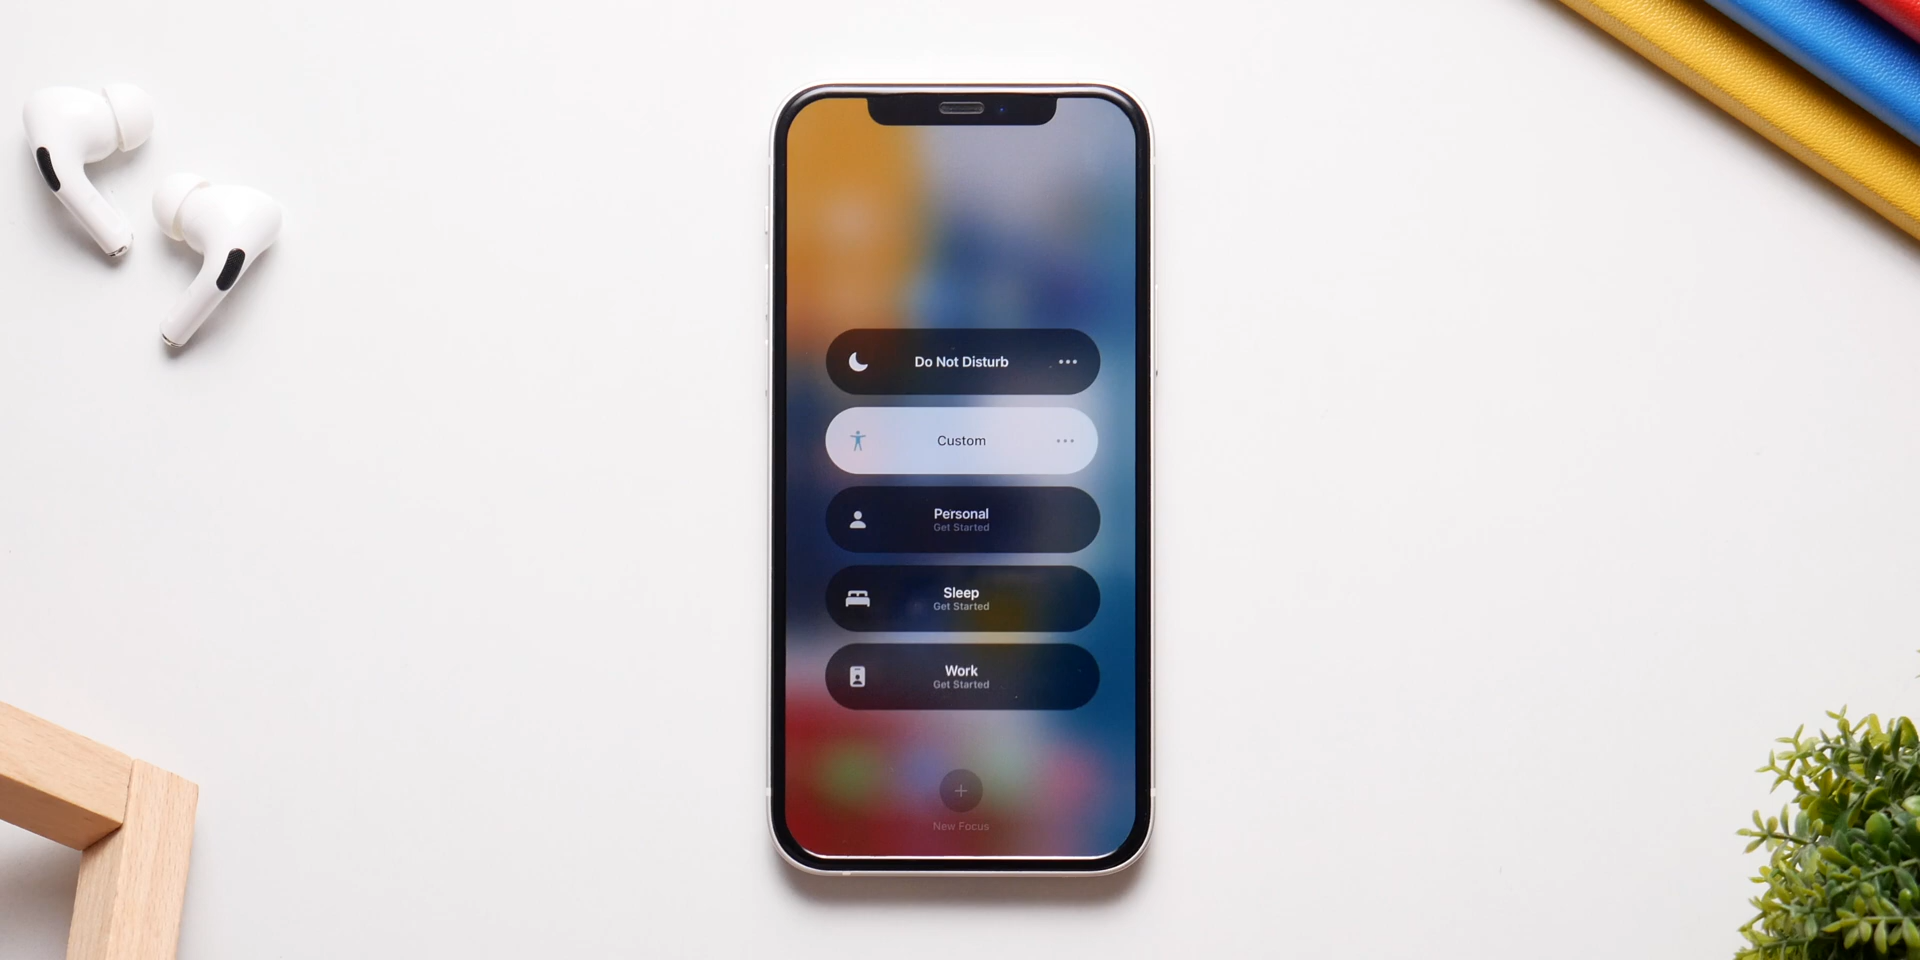 Do Not Disturb
Custom
Personal
Get Started
Sleep
Get Started
Work
Get Started
New Focus